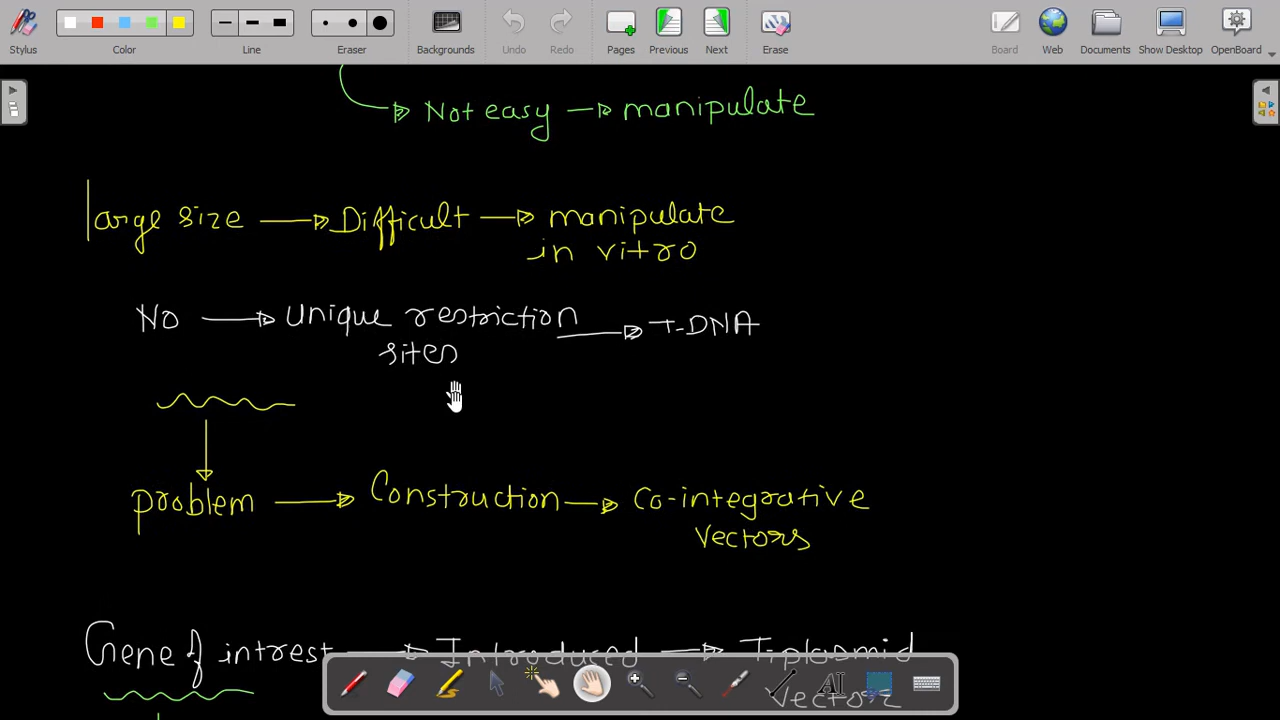 Stylus Color Line Eraser Backgrounds Undo Redo Pages Previous Next Erase Board Web Documents Show Desktop OpenBoard
Not easy manipulate
large size Difficult manipulate
in vitro
No Unique restriction T-DNA
sites
problem Construction Co-integrative
Vectors
Gene of intrest Introduced Ti plasmid
Vector
AI